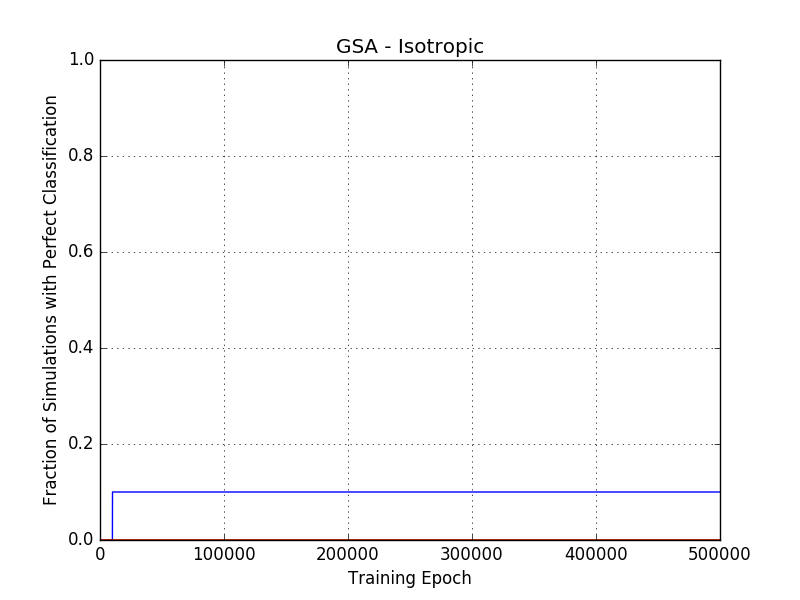 GSA - Isotropic
Fraction of Simulations with Perfect Classification
1.0
0.8
0.6
0.4
0.2
0.0
0 100000 200000 300000 400000 500000
Training Epoch